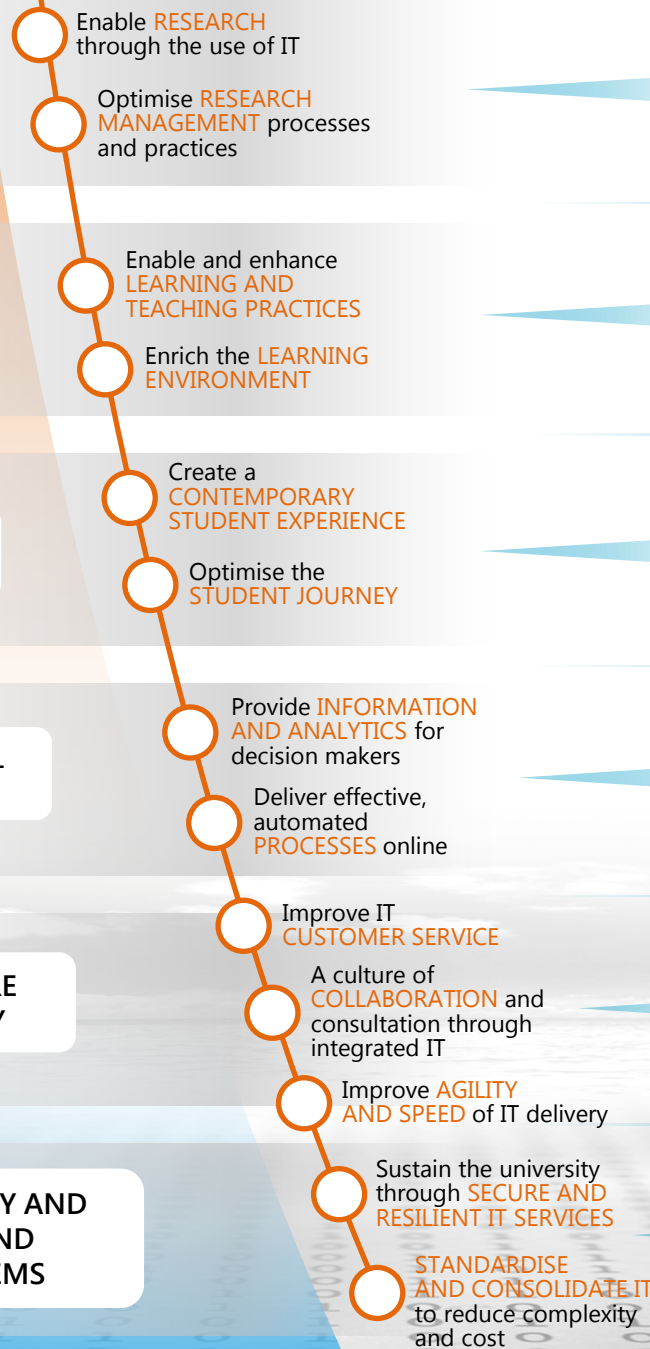 Enable RESEARCH
through the use of IT
Optimise RESEARCH
MANAGEMENT processes
and practices
Enable and enhance
LEARNING AND
TEACHING PRACTICES
Enrich the LEARNING
ENVIRONMENT
Create a
CONTEMPORARY
STUDENT EXPERIENCE
Optimise the
STUDENT JOURNEY
Provide INFORMATION
AND ANALYTICS for
decision makers
Deliver effective,
automated
PROCESSES online
Improve IT
CUSTOMER SERVICE
A culture of
COLLABORATION and
consultation through
integrated IT
Improve AGILITY
AND SPEED of IT delivery
Y AND
Sustain the university
through SECURE AND
RESILIENT IT SERVICES
STANDARDISE
AND CONSOLIDATE IT
to reduce complexity
and cost